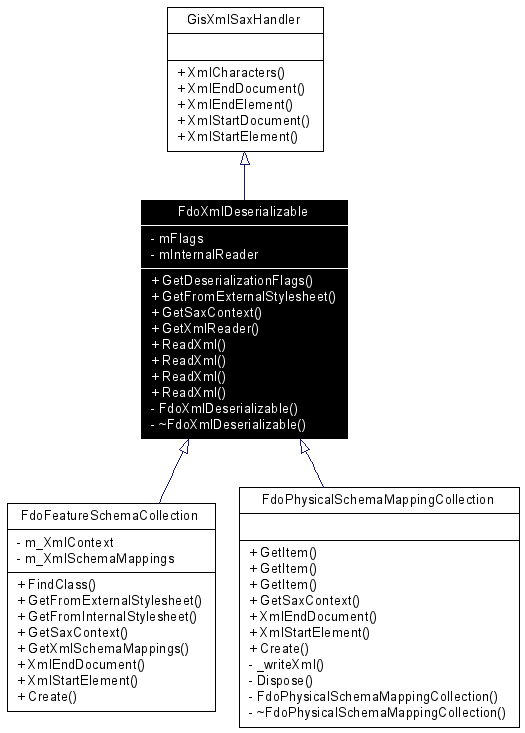 GisXmlSaxHandler
+ XmlCharacters()
+ XmlEndDocument()
+ XmlEndElement()
+ XmlStartDocument()
+ XmlStartElement()
FdoXmlDeserializable
- mFlags
- mInternalReader
+ GetDeserializationFlags()
+ GetFromExternalStylesheet()
+ GetSaxContext()
+ GetXmlReader()
+ ReadXml()
+ ReadXml()
+ ReadXml()
+ ReadXml()
- FdoXmlDeserializable()
- ~FdoXmlDeserializable()
FdoFeatureSchemaCollection
- m_XmlContext
- m_XmlSchemaMappings
+ FindClass()
+ GetFromExternalStylesheet()
+ GetFromInternalStylesheet()
+ GetSaxContext()
+ GetXmlSchemaMappings()
+ XmlEndDocument()
+ XmlStartElement()
+ Create()
FdoPhysicalSchemaMappingCollection
+ GetItem()
+ GetItem()
+ GetItem()
+ GetSaxContext()
+ XmlEndDocument()
+ XmlStartElement()
+ Create()
- _writeXml()
- Dispose()
- FdoPhysicalSchemaMappingCollection()
- ~FdoPhysicalSchemaMappingCollection()